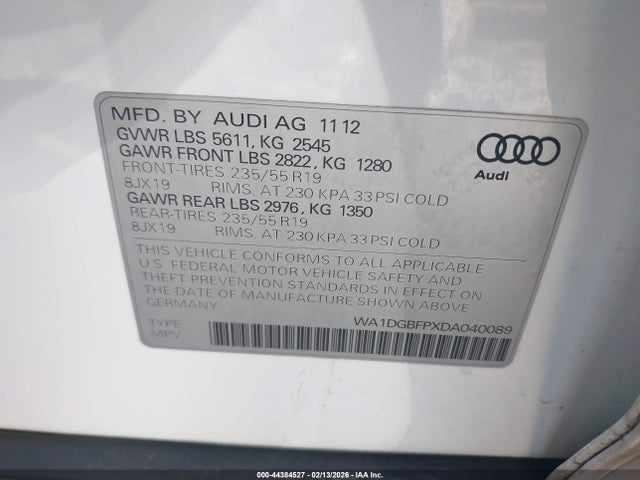 MFD. BY AUDI AG 11 12
GVWR LBS 5611, KG 2545
GAWR FRONT LBS 2822, KG 1280
FRONT-TIRES 235/55 R19
8JX19 RIMS, AT 230 KPA 33 PSI COLD
GAWR REAR LBS 2976, KG 1350
REAR-TIRES 235/55 R19
8JX19 RIMS, AT 230 KPA 33 PSI COLD
THIS VEHICLE CONFORMS TO ALL APPLICABLE
U.S. FEDERAL MOTOR VEHICLE SAFETY AND
THEFT PREVENTION STANDARDS IN EFFECT ON
THE DATE OF MANUFACTURE SHOWN ABOVE
GERMANY
Audi
WA1DGBFPXDA040089
TYPE
MPV
000-44384527 - 02/13/2026 - IAA Inc.